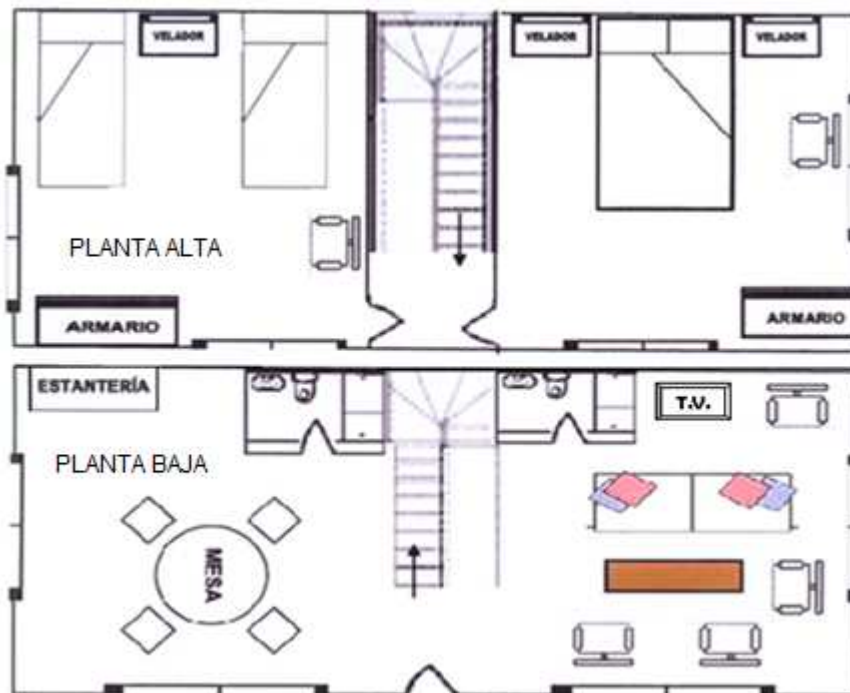 VELADOR
VELADOR
VELADOR
PLANTA ALTA
ARMARIO
ARMARIO
ESTANTERÍA
T.V.
PLANTA BAJA
MESA